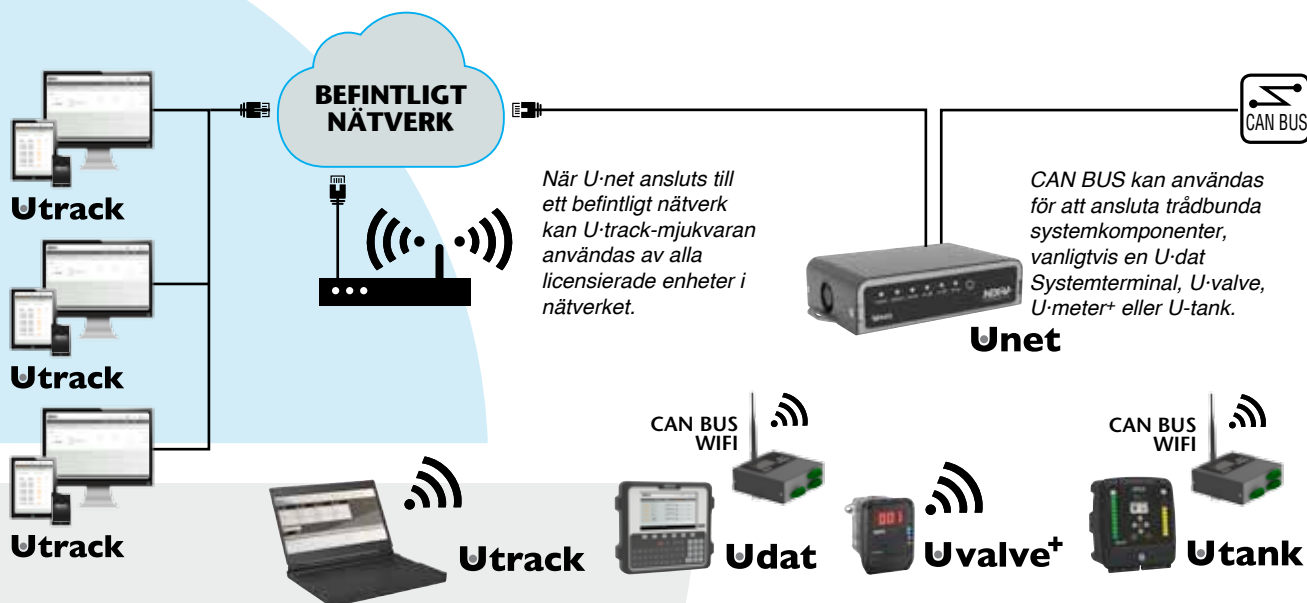 BEFINTLIGT
NÄTVERK
CAN BUS
Utrack
När U·net ansluts till
ett befintligt nätverk
kan U·track-mjukvaran
användas av alla
licensierade enheter i
nätverket.
CAN BUS kan användas
för att ansluta trådbunda
systemkomponenter,
vanligtvis en U·dat
Systemterminal, U·valve,
U·meter+ eller U-tank.
Unet
Utrack
CAN BUS
WIFI
CAN BUS
WIFI
001
Utrack
Utrack
Udat
Uvalve+
Utank